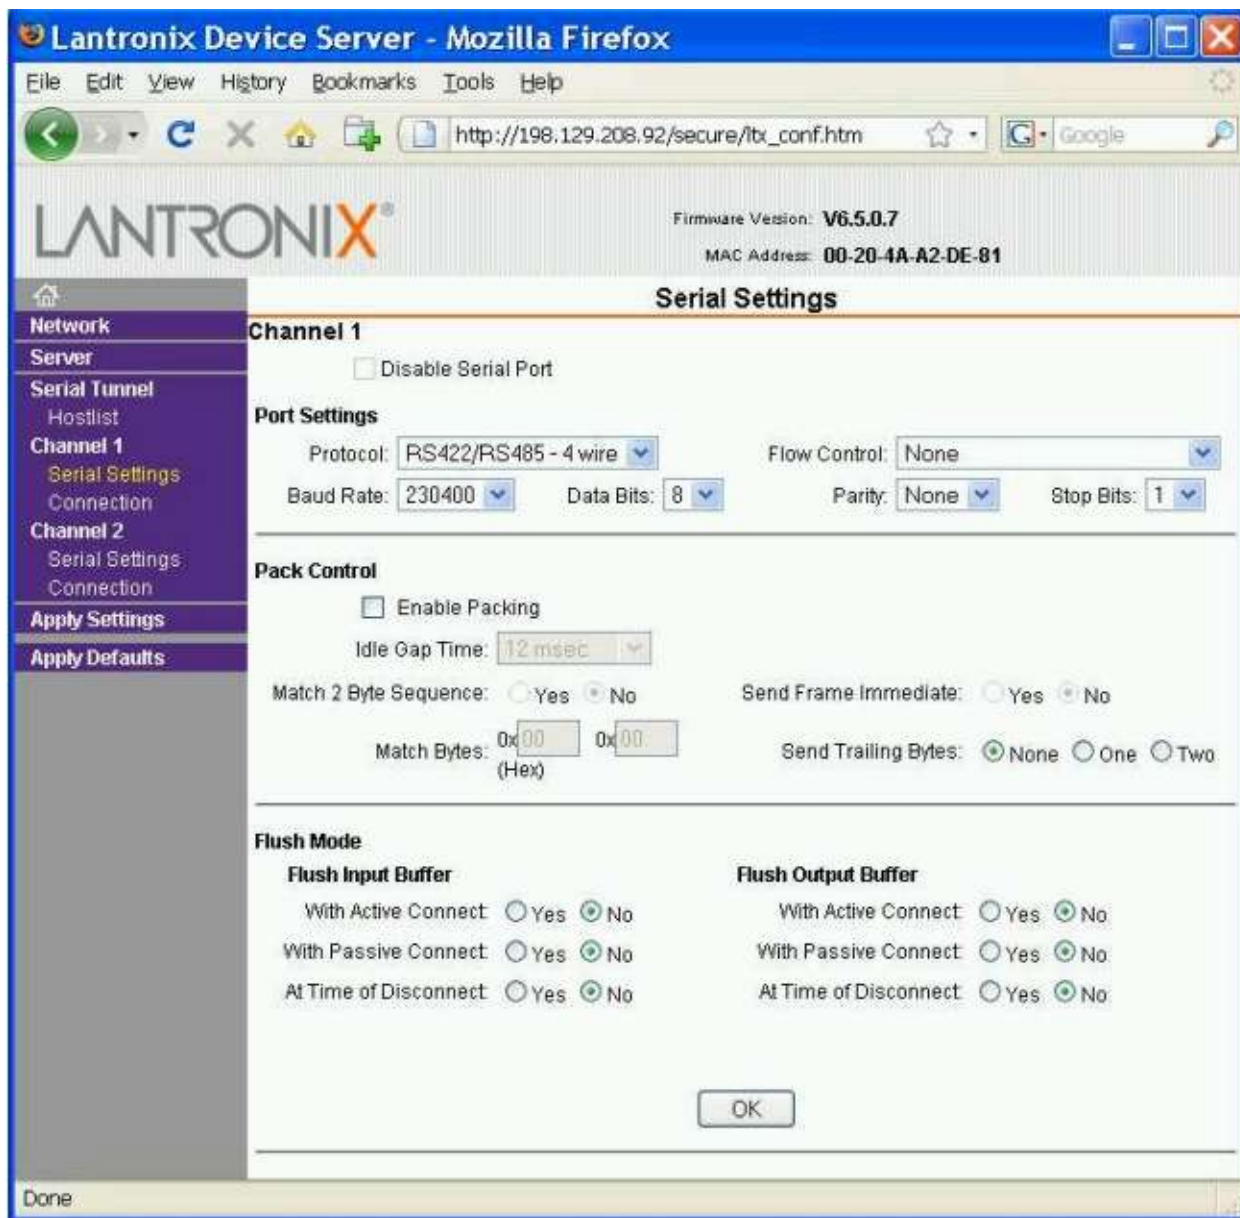 Lantronix Device Server - Mozilla Firefox
File Edit View History Bookmarks Tools Help
http://198.129.208.92/secure/ltx_conf.htm G Google
LANTRONIX®
Firmware Version: V6.5.0.7
MAC Address: 00-20-4A-A2-DE-81
Serial Settings
Network
Server
Serial Tunnel
Hostlist
Channel 1
Serial Settings
Connection
Channel 2
Serial Settings
Connection
Apply Settings
Apply Defaults
Channel 1
Disable Serial Port
Port Settings
Protocol: RS422/RS485 - 4 wire Flow Control: None
Baud Rate: 230400 Data Bits: 8 Parity: None Stop Bits: 1
Pack Control
Enable Packing
Idle Gap Time: 12 msec
Match 2 Byte Sequence: Yes No Send Frame Immediate: Yes No
Match Bytes: 0x00 0x00 Send Trailing Bytes: None One Two
(Hex)
Flush Mode
Flush Input Buffer Flush Output Buffer
With Active Connect: Yes No With Active Connect: Yes No
With Passive Connect: Yes No With Passive Connect: Yes No
At Time of Disconnect: Yes No At Time of Disconnect: Yes No
OK
Done